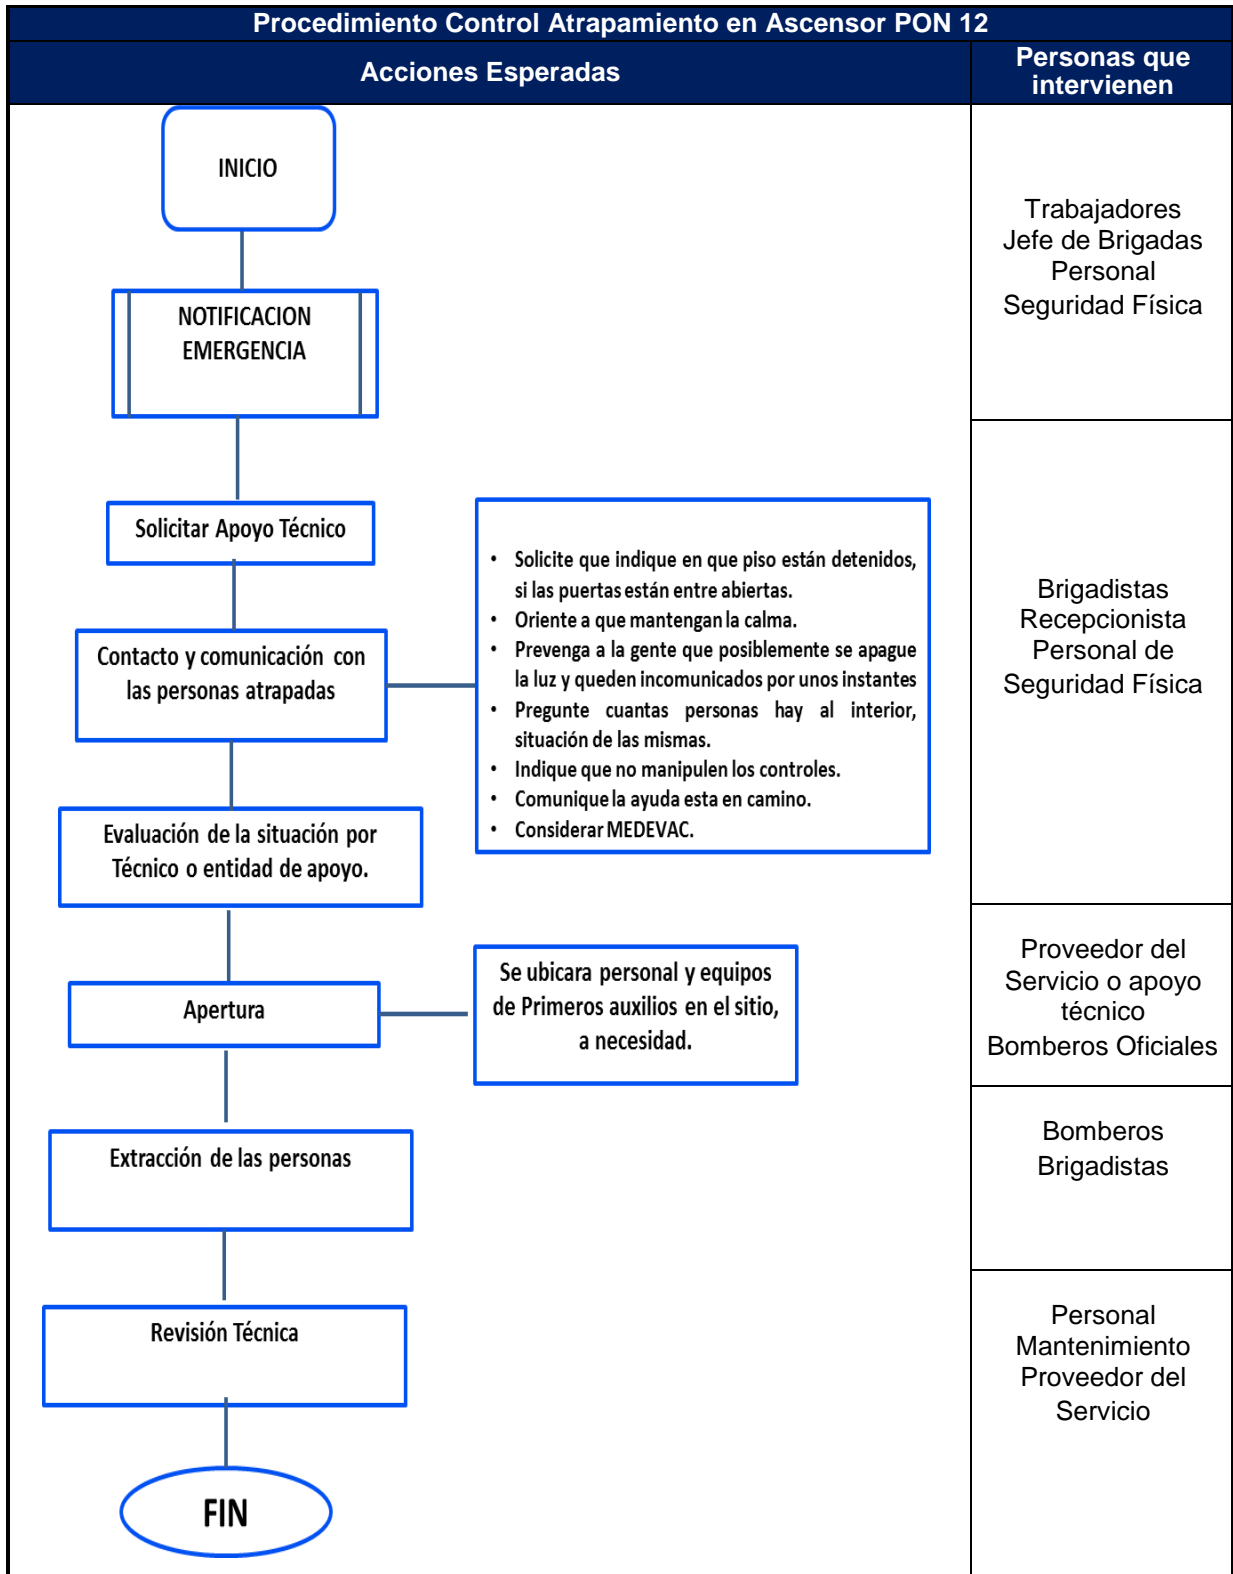 Procedimiento Control Atrapamiento en Ascensor PON 12
Acciones Esperadas
Personas que
intervienen
INICIO
NOTIFICACION
EMERGENCIA
Trabajadores
Jefe de Brigadas
Personal
Seguridad Física
Solicitar Apoyo Técnico
Contacto y comunicación con
las personas atrapadas
• Solicite que indique en que piso están detenidos,
si las puertas están entre abiertas.
• Oriente a que mantengan la calma.
• Prevenga a la gente que posiblemente se apague
la luz y queden incomunicados por unos instantes
• Pregunte cuantas personas hay al interior,
situación de las mismas.
• Indique que no manipulen los controles.
• Comunique la ayuda esta en camino.
• Considerar MEDEVAC.
Evaluación de la situación por
Técnico o entidad de apoyo.
Brigadistas
Recepcionista
Personal de
Seguridad Física
Apertura
Se ubicara personal y equipos
de Primeros auxilios en el sitio,
a necesidad.
Proveedor del
Servicio o apoyo
técnico
Bomberos Oficiales
Extracción de las personas
Bomberos
Brigadistas
Revisión Técnica
Personal
Mantenimiento
Proveedor del
Servicio
FIN